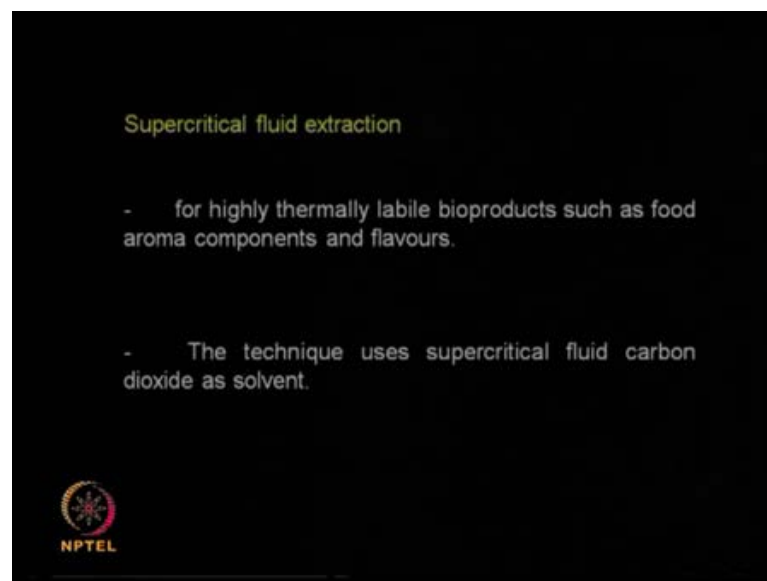 Supercritical fluid extraction
- for highly thermally labile bioproducts such as food
aroma components and flavours.
- The technique uses supercritical fluid carbon
dioxide as solvent.
NPTEL